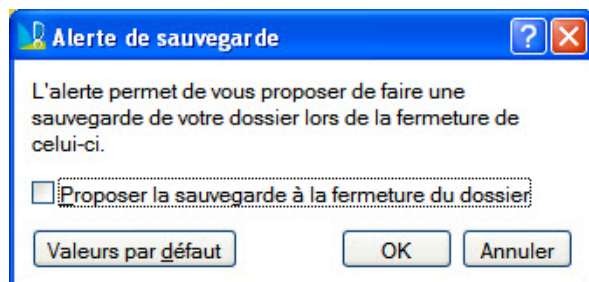 Alerte de sauvegarde
L'alerte permet de vous proposer de faire une
sauvegarde de votre dossier lors de la fermeture de
celui-ci.
Proposer la sauvegarde à la fermeture du dossier
Valeurs par défaut OK Annuler